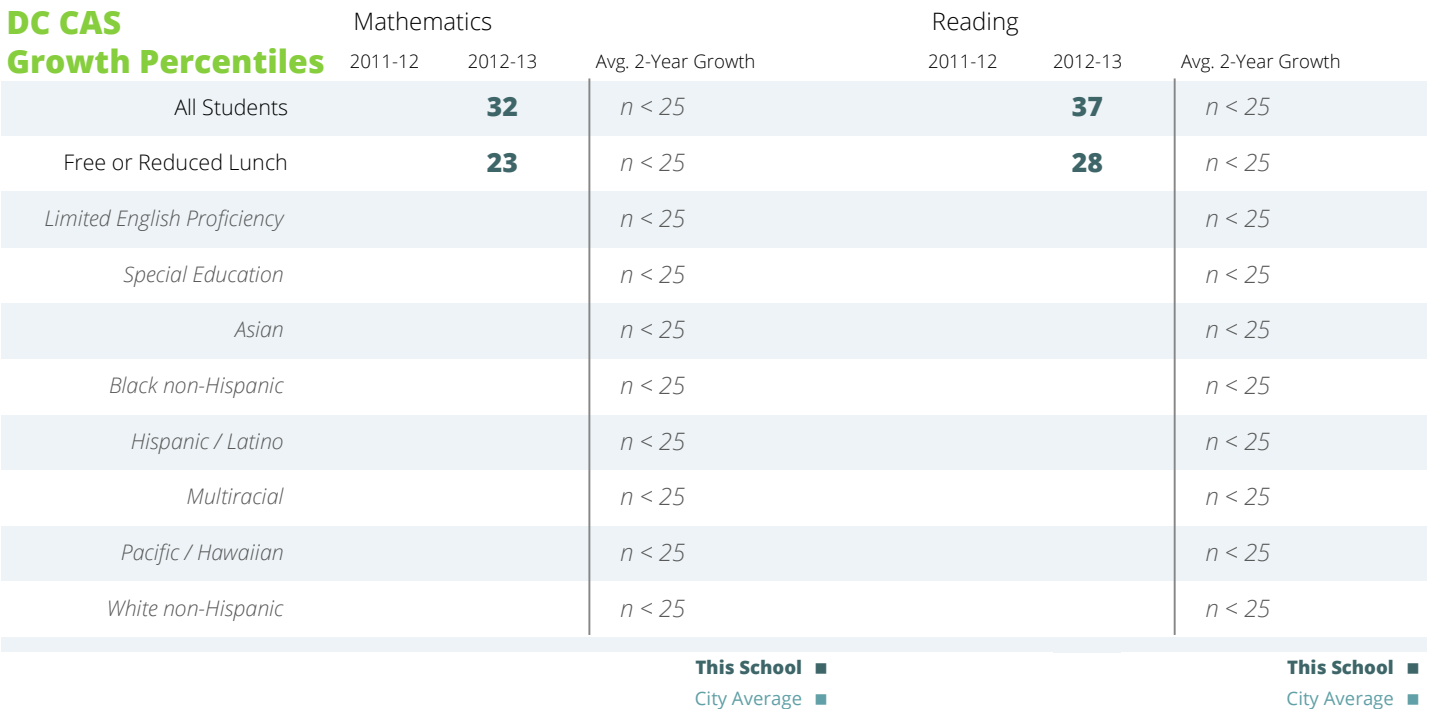 DC CAS Mathematics Reading
Growth Percentiles 2011-12 2012-13 Avg. 2-Year Growth 2011-12 2012-13 Avg. 2-Year Growth
All Students 32 n < 25 37 n < 25
Free or Reduced Lunch 23 n < 25 28 n < 25
Limited English Proficiency n < 25 n < 25
Special Education n < 25 n < 25
Asian n < 25 n < 25
Black non-Hispanic n < 25 n < 25
Hispanic / Latino n < 25 n < 25
Multiracial n < 25 n < 25
Pacific / Hawaiian n < 25 n < 25
White non-Hispanic n < 25 n < 25
This School ■ This School ■
City Average ■ City Average ■